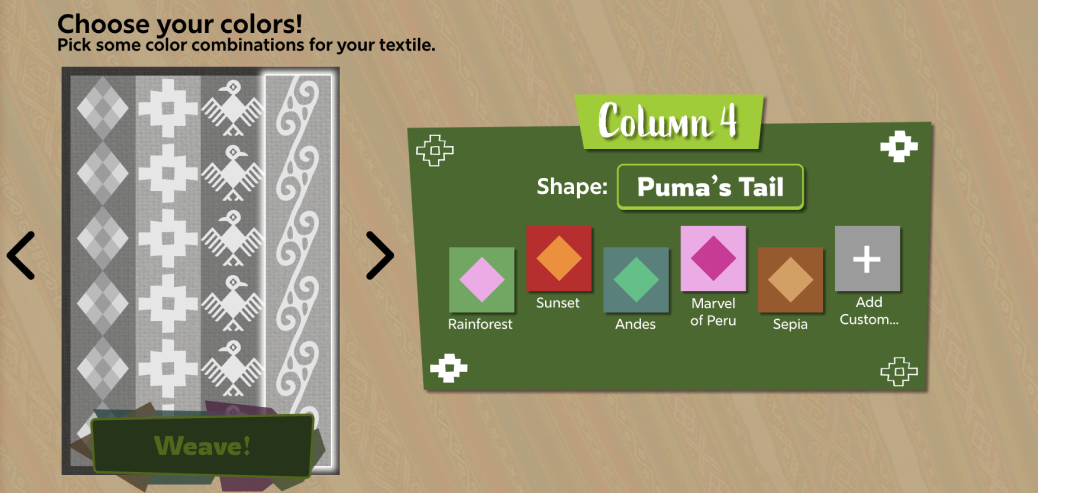 Choose your colors!
Pick some color combinations for your textile.
Column 4
Shape: Puma's Tail
Rainforest
Sunset
Andes
Marvel
of Peru
Sepia
Add
Custom...
Weave!